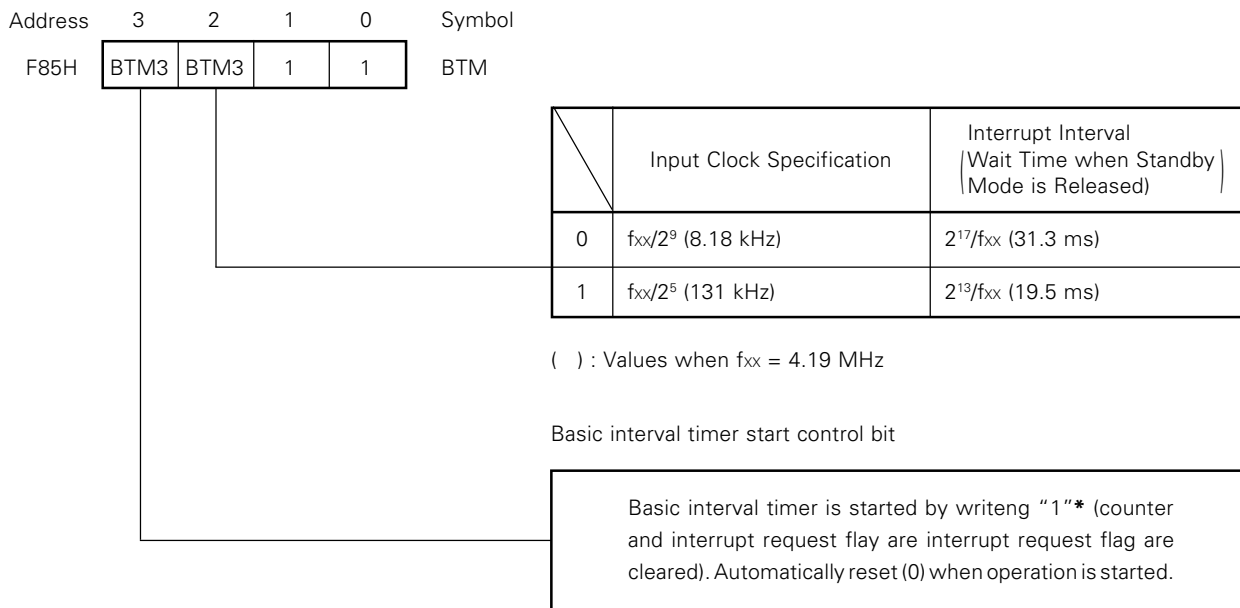 Address 3 2 1 0 Symbol
F85H BTM3 BTM3 1 1 BTM
Input Clock Specification
Interrupt Interval
(Wait Time when Standby
Mode is Released)
0 fxx/2⁹ (8.18 kHz) 2¹⁷/fxx (31.3 ms)
1 fxx/2⁵ (131 kHz) 2¹³/fxx (19.5 ms)
( ) : Values when fxx = 4.19 MHz
Basic interval timer start control bit
Basic interval timer is started by writeng "1"* (counter
and interrupt request flay are interrupt request flag are
cleared). Automatically reset (0) when operation is started.